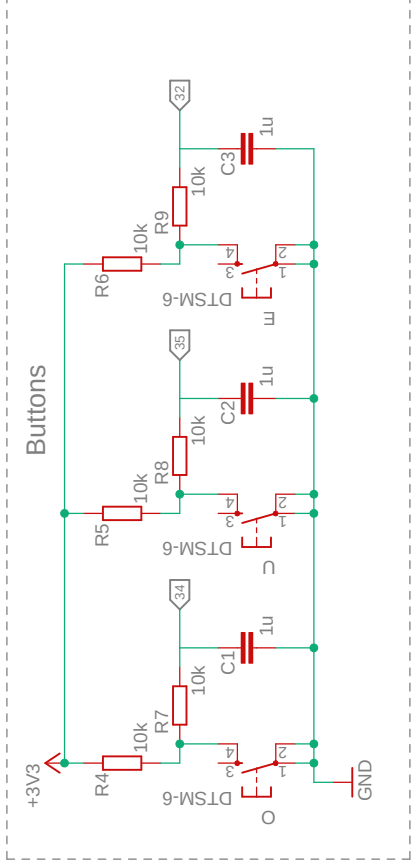 Buttons
32
1u
C3
10k
R9
10k
R6
4
3
2
1
DTSM-6
E
35
1u
C2
10k
R8
10k
R5
4
3
2
1
DTSM-6
U
34
1u
C1
10k
R7
10k
R4
4
3
2
1
DTSM-6
O
+3V3
GND